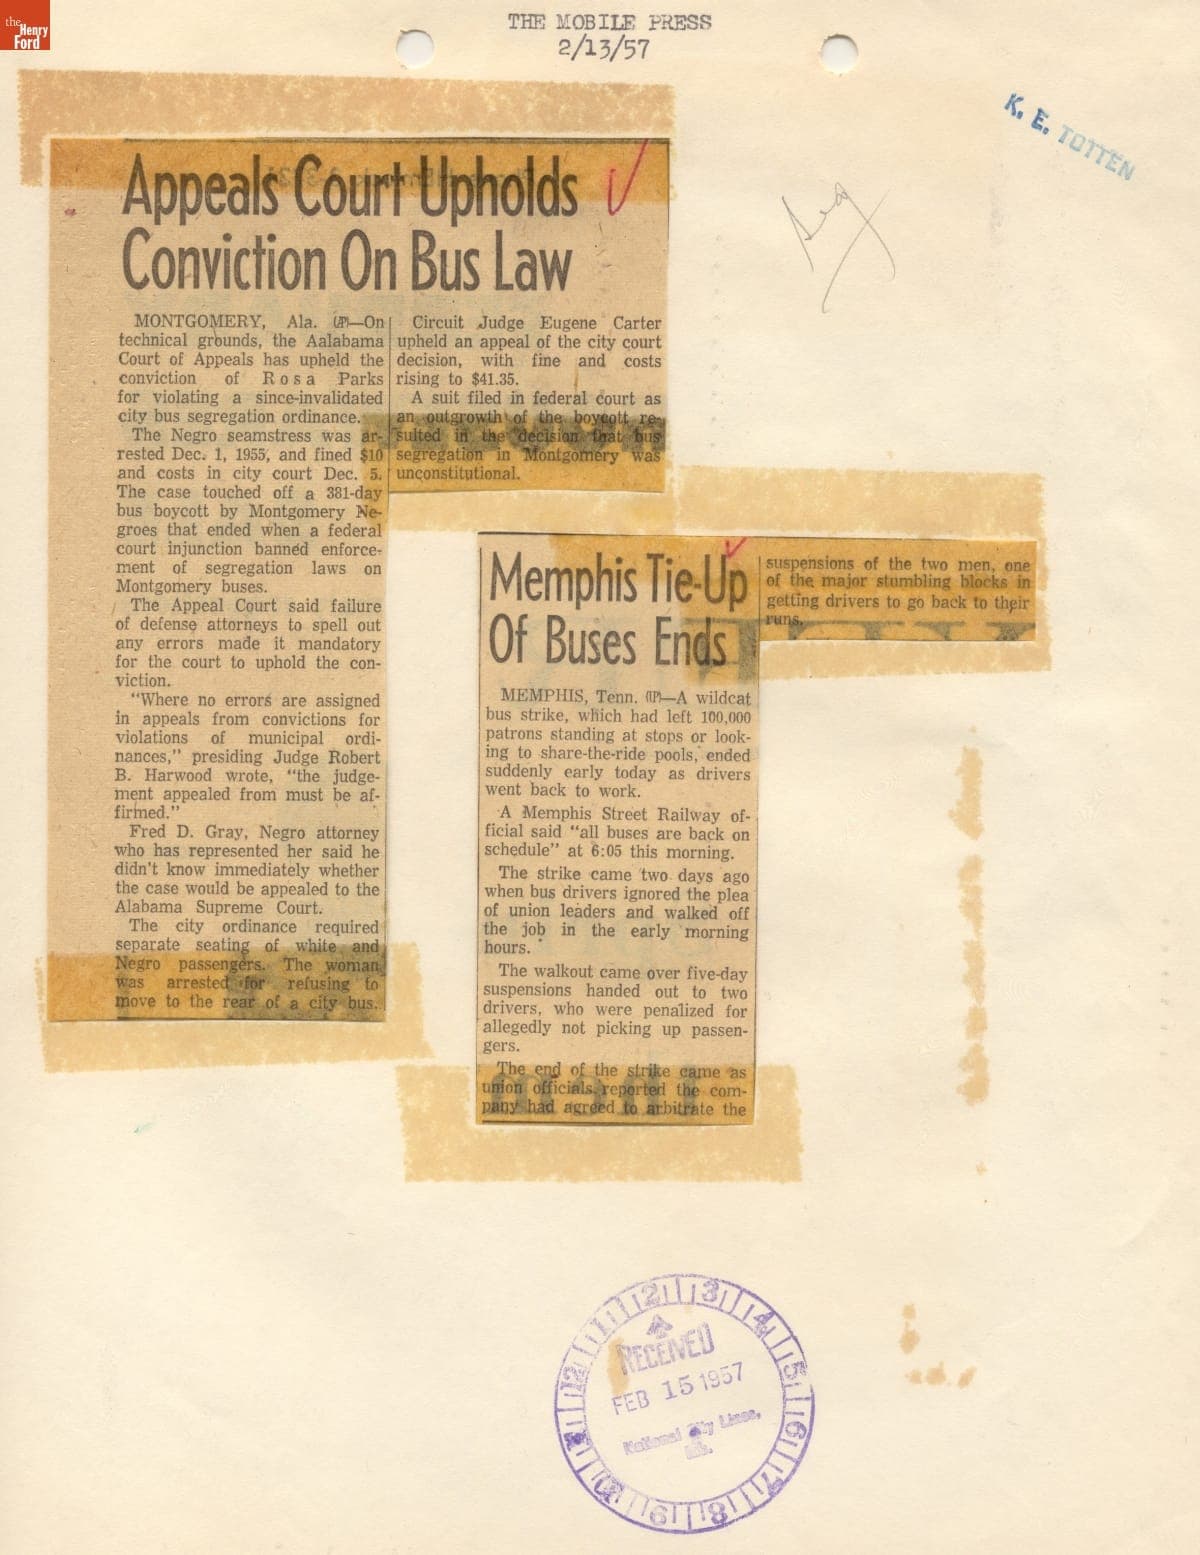 the
Henry
Ford
THE MOBILE PRESS
2/13/57
K. E. TOTTEN
Appeals Court Upholds
Conviction On Bus Law
MONTGOMERY, Ala. (AP)—On
technical grounds, the Aalabama
Court of Appeals has upheld the
conviction of Rosa Parks
for violating a since-invalidated
city bus segregation ordinance.
The Negro seamstress was ar-
rested Dec. 1, 1955, and fined $10
and costs in city court Dec. 5.
The case touched off a 381-day
bus boycott by Montgomery Ne-
groes that ended when a federal
court injunction banned enforce-
ment of segregation laws on
Montgomery buses.
The Appeal Court said failure
of defense attorneys to spell out
any errors made it mandatory
for the court to uphold the con-
viction.
"Where no errors are assigned
in appeals from convictions for
violations of municipal ordi-
nances," presiding Judge Robert
B. Harwood wrote, "the judge-
ment appealed from must be af-
firmed."
Fred D. Gray, Negro attorney
who has represented her said he
didn't know immediately whether
the case would be appealed to the
Alabama Supreme Court.
The city ordinance required
separate seating of white and
Negro passengers. The woman
was arrested for refusing to
move to the rear of a city bus.
Circuit Judge Eugene Carter
upheld an appeal of the city court
decision, with fine and costs
rising to $41.35.
A suit filed in federal court as
an outgrowth of the boycott re-
sulted in the decision that bus
segregation in Montgomery was
unconstitutional.
Memphis Tie-Up
Of Buses Ends
MEMPHIS, Tenn. (UP)—A wildcat
bus strike, which had left 100,000
patrons standing at stops or look-
ing to share-the-ride pools, ended
suddenly early today as drivers
went back to work.
A Memphis Street Railway of-
ficial said "all buses are back on
schedule" at 6:05 this morning.
The strike came two days ago
when bus drivers ignored the plea
of union leaders and walked off
the job in the early morning
hours.
The walkout came over five-day
suspensions handed out to two
drivers, who were penalized for
allegedly not picking up passen-
gers.
The end of the strike came as
union officials reported the com-
pany had agreed to arbitrate the
suspensions of the two men, one
of the major stumbling blocks in
getting drivers to go back to their
runs.
12 1 2 3 4 5 6 7 8 9
RECEIVED
FEB 15 1957
National City Lines,